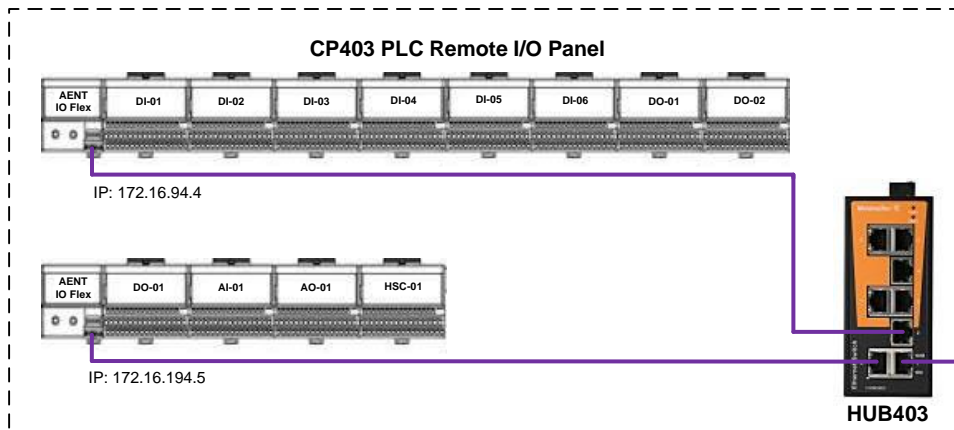 CP403 PLC Remote I/O Panel
AENT
IO Flex
DI-01
DI-02
DI-03
DI-04
DI-05
DI-06
DO-01
DO-02
IP: 172.16.94.4
AENT
IO Flex
DO-01
AI-01
AO-01
HSC-01
IP: 172.16.194.5
Ethernet Switch
HUB403